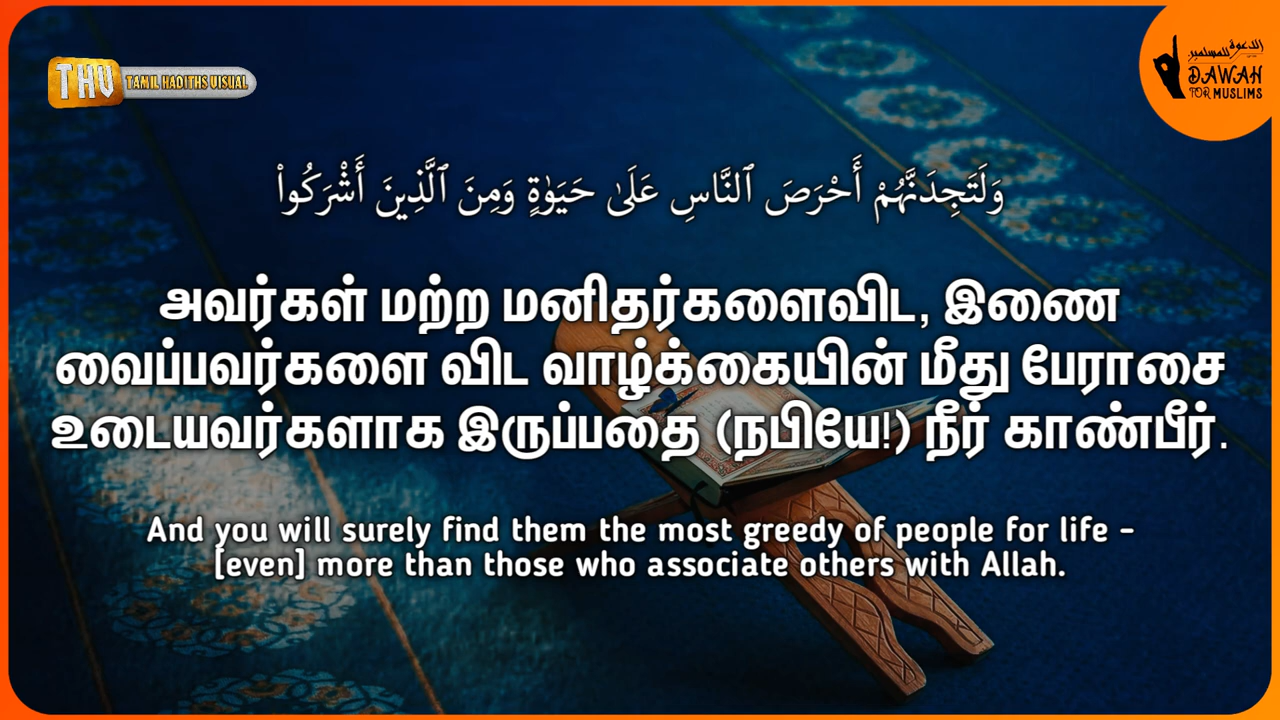 THV TAMIL HADITHS VISUAL
الدعوة للمسلمين
DAWAH
FOR MUSLIMS
وَلَتَجِدَنَّهُمْ أَحْرَصَ ٱلنَّاسِ عَلَىٰ حَيَوٰةٍ وَمِنَ ٱلَّذِينَ أَشْرَكُوا۟
அவர்கள் மற்ற மனிதர்களைவிட, இணை
வைப்பவர்களை விட வாழ்க்கையின் மீது பேராசை
உடையவர்களாக இருப்பதை (நபியே!) நீர் காண்பீர்.
And you will surely find them the most greedy of people for life -
[even] more than those who associate others with Allah.